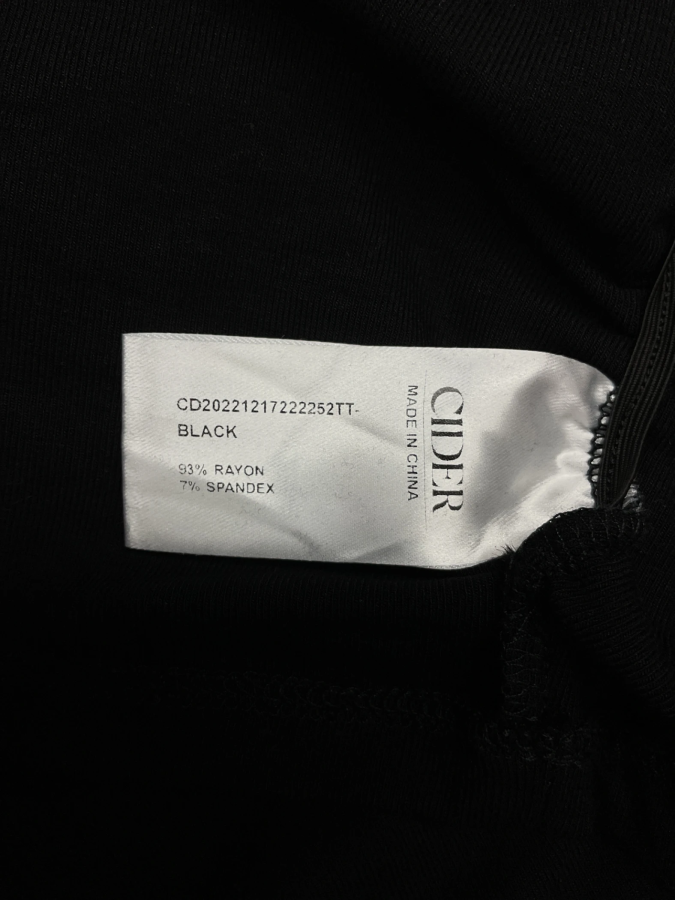 CD20221217222252TT-
BLACK
93% RAYON
7% SPANDEX
CIDER
MADE IN CHINA